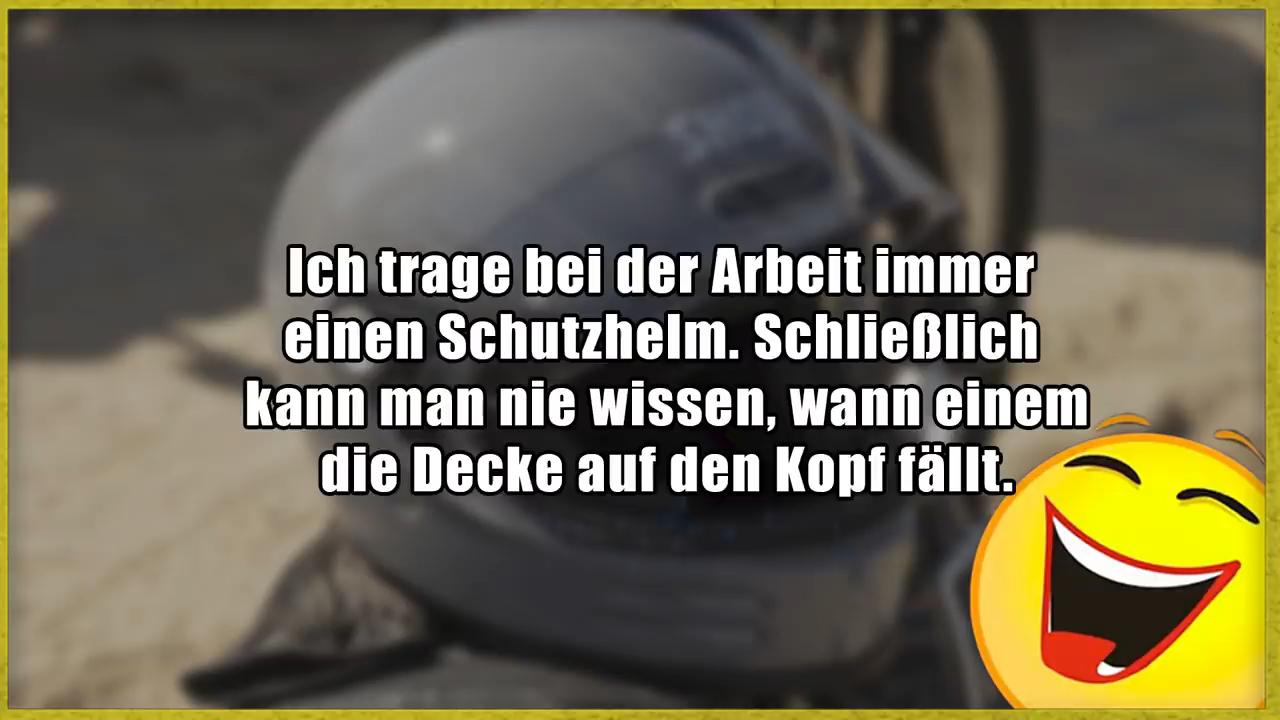 Ich trage bei der Arbeit immer
einen Schutzhelm. Schließlich
kann man nie wissen, wann einem
die Decke auf den Kopf fällt.